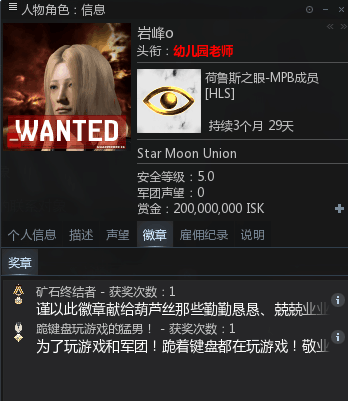 人物角色：信息
岩峰o
头衔：幼儿园老师
荷鲁斯之眼-MPB成员
[HLS]
持续3个月 29天
WANTED
Star Moon Union
安全等级：5.0
军团声望：0
赏金：200,000,000 ISK
个人信息 描述 声望 徽章 雇佣纪录 说明
奖章
矿石终结者 - 获奖次数：1
谨以此徽章献给葫芦丝那些勤勤恳恳、兢兢业业
跪键盘玩游戏的猛男！ - 获奖次数：1
为了玩游戏和军团！跪着键盘都在玩游戏！敬业